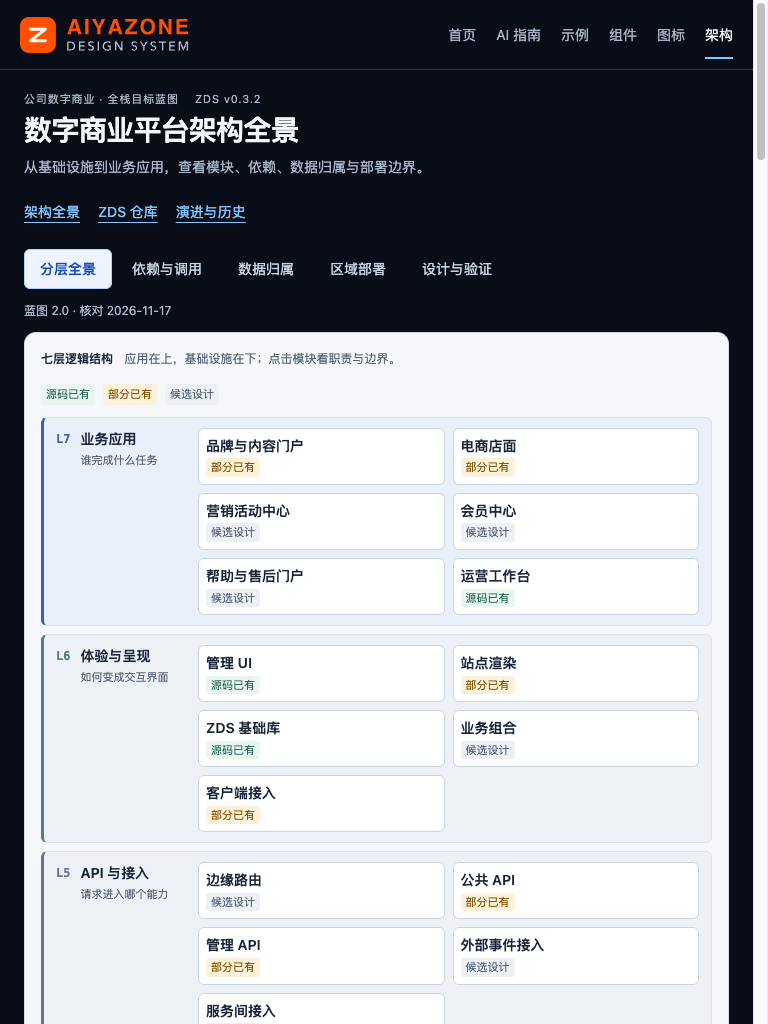 AIYAZONE
DESIGN SYSTEM
首页 AI 指南 示例 组件 图标 架构
公司数字商业 · 全栈目标蓝图 ZDS v0.3.2
数字商业平台架构全景
从基础设施到业务应用，查看模块、依赖、数据归属与部署边界。
架构全景 ZDS 仓库 演进与历史
分层全景 依赖与调用 数据归属 区域部署 设计与验证
蓝图 2.0 · 核对 2026-11-17
七层逻辑结构 应用在上，基础设施在下；点击模块看职责与边界。
源码已有 部分已有 候选设计
L7 业务应用
谁完成什么任务
品牌与内容门户
部分已有
电商店面
部分已有
营销活动中心
候选设计
会员中心
候选设计
帮助与售后门户
候选设计
运营工作台
源码已有
L6 体验与呈现
如何变成交互界面
管理 UI
源码已有
站点渲染
部分已有
ZDS 基础库
源码已有
业务组合
候选设计
客户端接入
部分已有
L5 API 与接入
请求进入哪个能力
边缘路由
候选设计
公共 API
部分已有
管理 API
部分已有
外部事件接入
候选设计
服务间接入